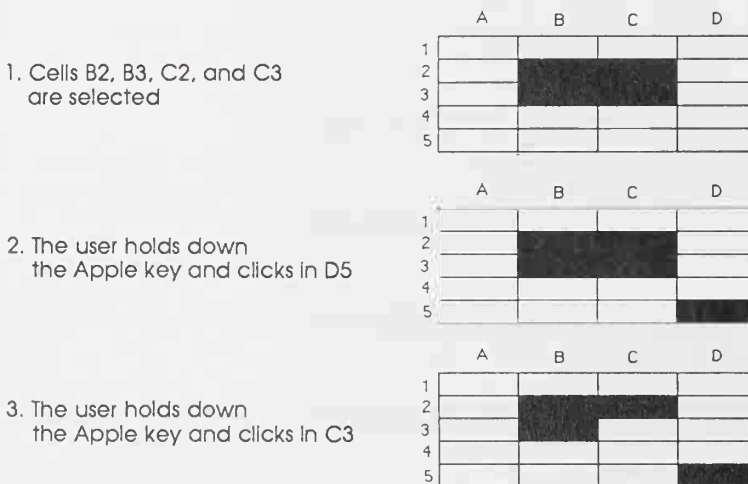 A B C D
1
1. Cells B2, B3, C2, and C3
2
are selected
3
4
5
A B C D
1
2. The user holds down
2
the Apple key and clicks in D5
3
4
5
A B C D
1
3. The user holds down
2
the Apple key and clicks in C3
3
4
5